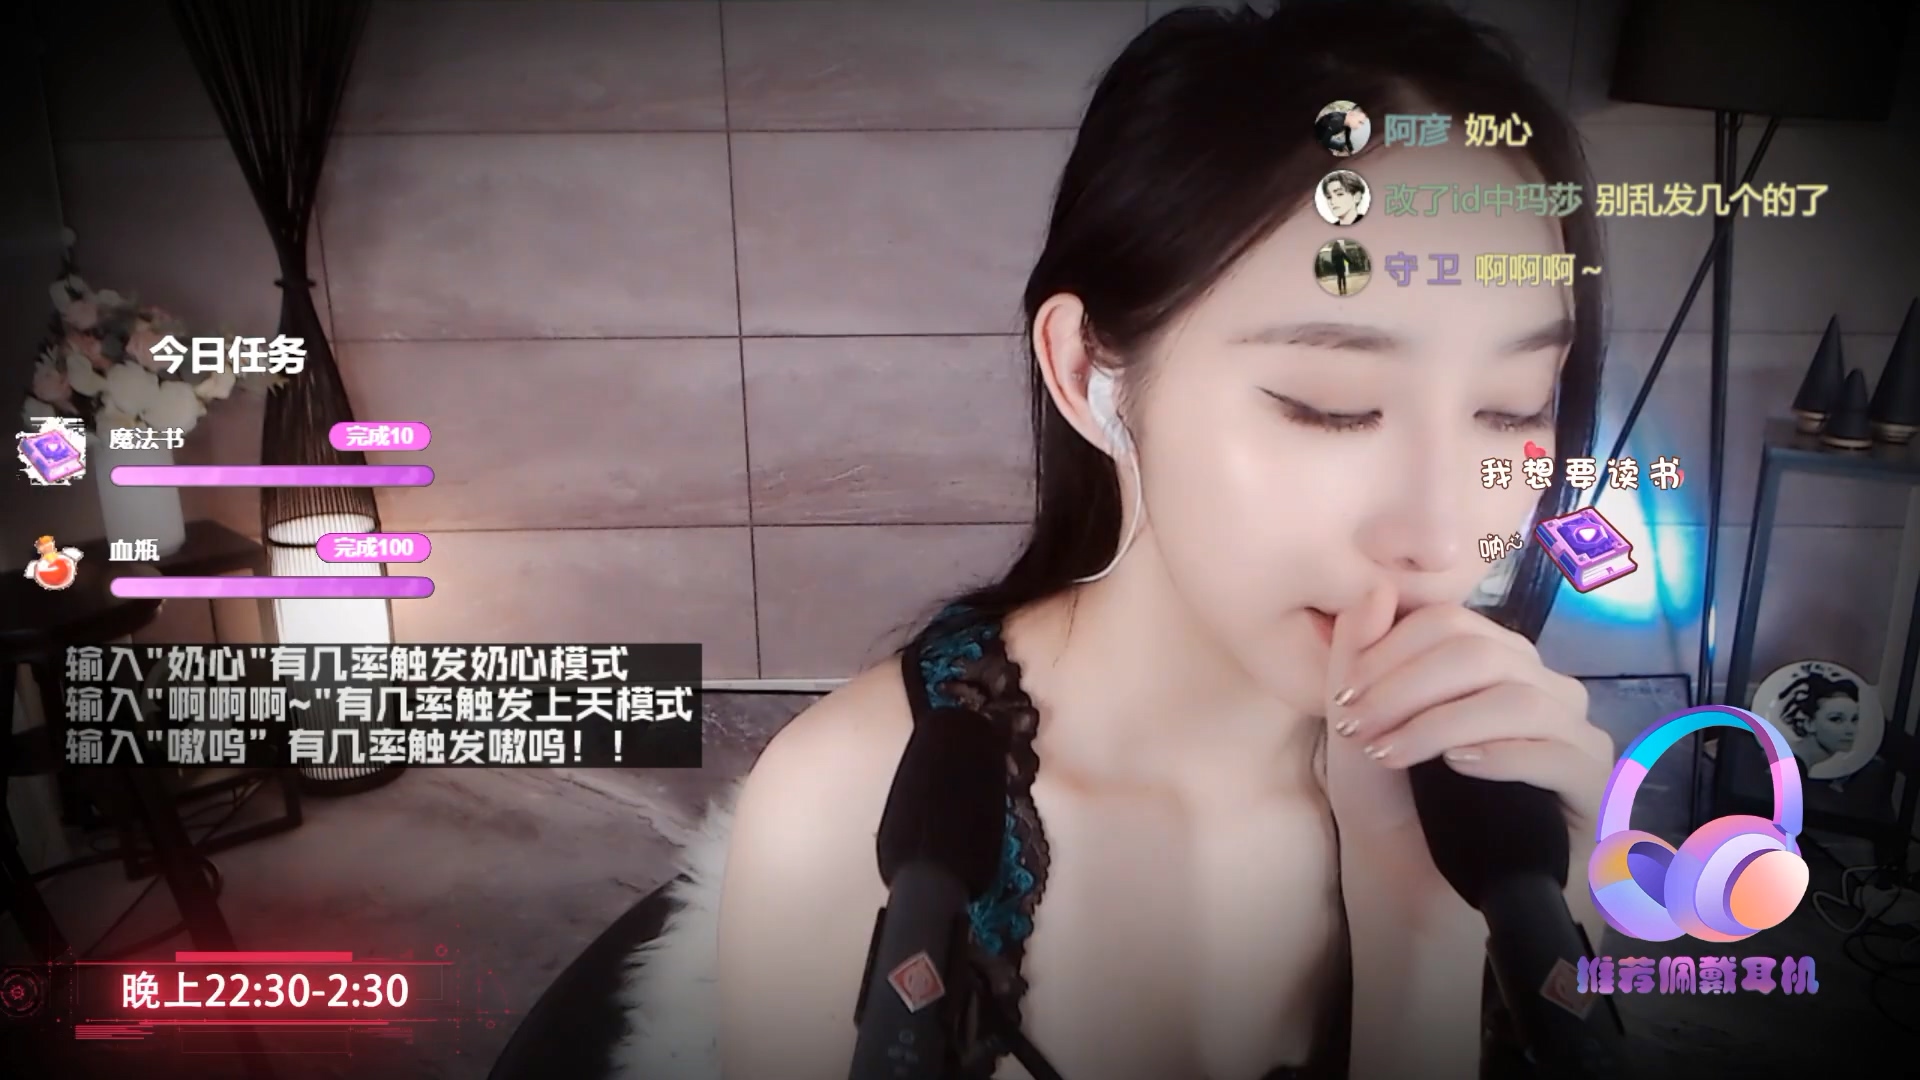 阿彦 奶心
改了id中玛莎 别乱发几个的了
守 卫 啊啊啊~
今日任务
魔法书
完成10
我想要读书
呐~
血瓶
完成100
输入"奶心"有几率触发奶心模式
输入"啊啊啊~"有几率触发上天模式
输入"嗷呜” 有几率触发嗷呜！！
晚上22:30-2:30
推荐佩戴耳机